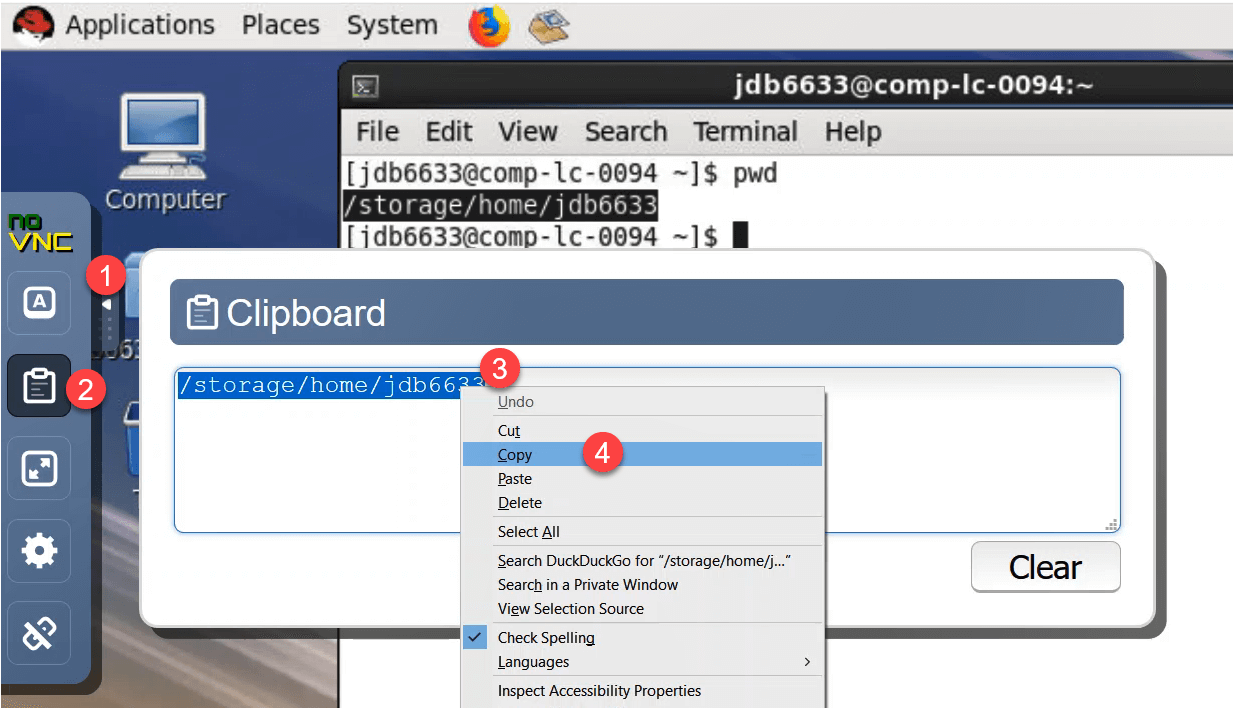 Applications Places System
jdb6633@comp-lc-0094:~
File Edit View Search Terminal Help
[jdb6633@comp-lc-0094 ~]$ pwd
/storage/home/jdb6633
[jdb6633@comp-lc-0094 ~]$
Computer
no
VNC
1
A
2
Clipboard
/storage/home/jdb6633
3
Undo
Cut
Copy
4
Paste
Delete
Select All
Search DuckDuckGo for “/storage/home/j...”
Search in a Private Window
View Selection Source
Check Spelling
Languages
Inspect Accessibility Properties
Clear